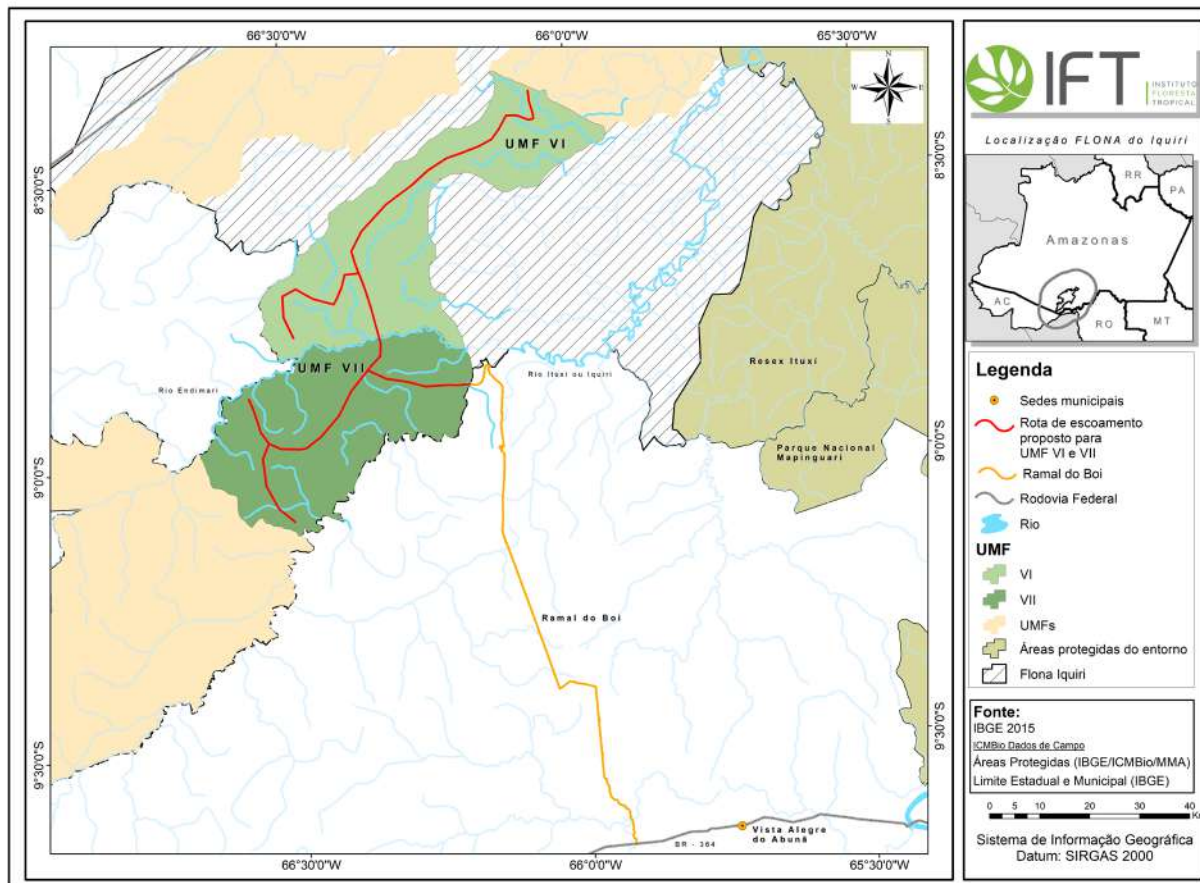 66°30'0"W
66°0'0"W
65°30'0"W
N
W
E
S
8°30'0"S
8°30'0"S
UMF VI
UMF VII
Rio Endimari
Rio Ituxi ou Iquiri
Resex Ituxi
Parque Nacional
Mapinguari
9°0'0"S
9°0'0"S
Ramal do Boi
9°30'0"S
9°30'0"S
Vista Alegre
do Abunã
BR - 364
66°30'0"W
66°0'0"W
65°30'0"W
IFT
INSTITUTO
FLORESTA
TROPICAL
Localização FLONA do Iquiri
RR
PA
Amazonas
AC
RO
MT
Legenda
Sedes municipais
Rota de escoamento
proposto para
UMF VI e VII
Ramal do Boi
Rodovia Federal
Rio
UMF
VI
VII
UMFs
Áreas protegidas do entorno
Flona Iquiri
Fonte:
IBGE 2015
ICMBio Dados de Campo
Áreas Protegidas (IBGE/ICMBio/MMA)
Limite Estadual e Municipal (IBGE)
0 5 10 20 30 40
Km
Sistema de Informação Geográfica
Datum: SIRGAS 2000